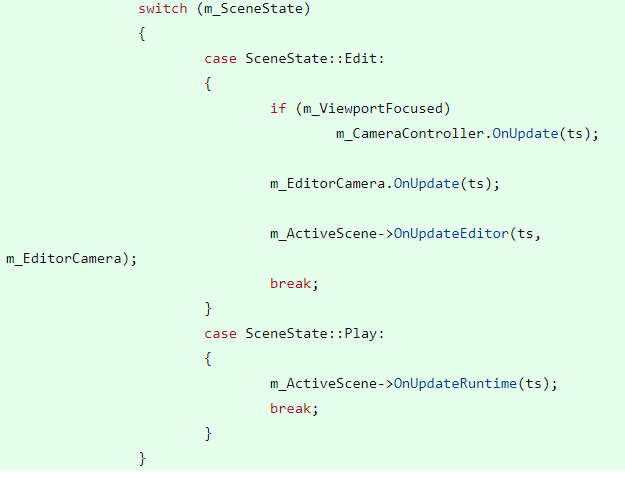 switch (m_SceneState)
{
case SceneState::Edit:
{
if (m_ViewportFocused)
m_CameraController.OnUpdate(ts);
m_EditorCamera.OnUpdate(ts);
m_ActiveScene->OnUpdateEditor(ts,
m_EditorCamera);
break;
}
case SceneState::Play:
{
m_ActiveScene->OnUpdateRuntime(ts);
break;
}
}